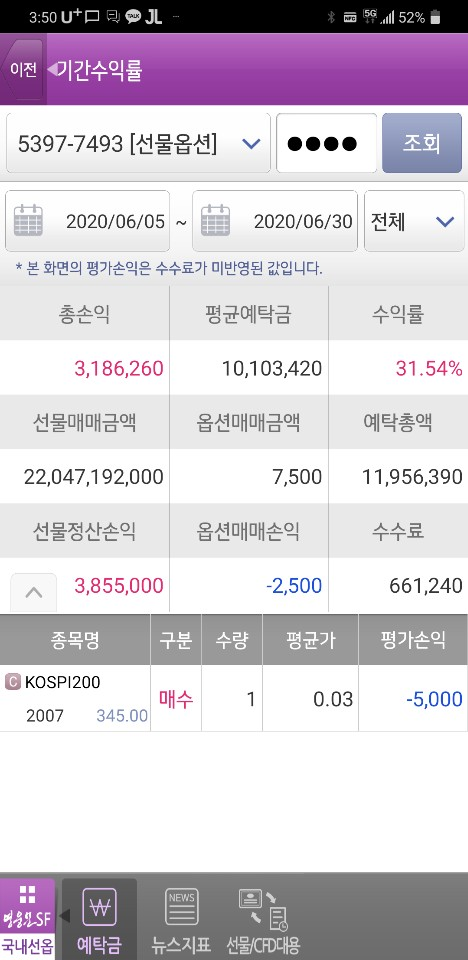 3:50 U+ TALK JL ... NFC 5G 52%
이전 기간수익률
5397-7493 [선물옵션] ●●●● 조회
2020/06/05 ~ 2020/06/30 전체
* 본 화면의 평가손익은 수수료가 미반영된 값입니다.
총손익 평균예탁금 수익률
3,186,260 10,103,420 31.54%
선물매매금액 옵션매매금액 예탁총액
22,047,192,000 7,500 11,956,390
선물정산손익 옵션매매손익 수수료
3,855,000 -2,500 661,240
종목명 구분 수량 평균가 평가손익
C KOSPI200 매수 1 0.03 -5,000
2007 345.00
영웅문SF NEWS
국내선옵 예탁금 뉴스지표 선물/CFD대용